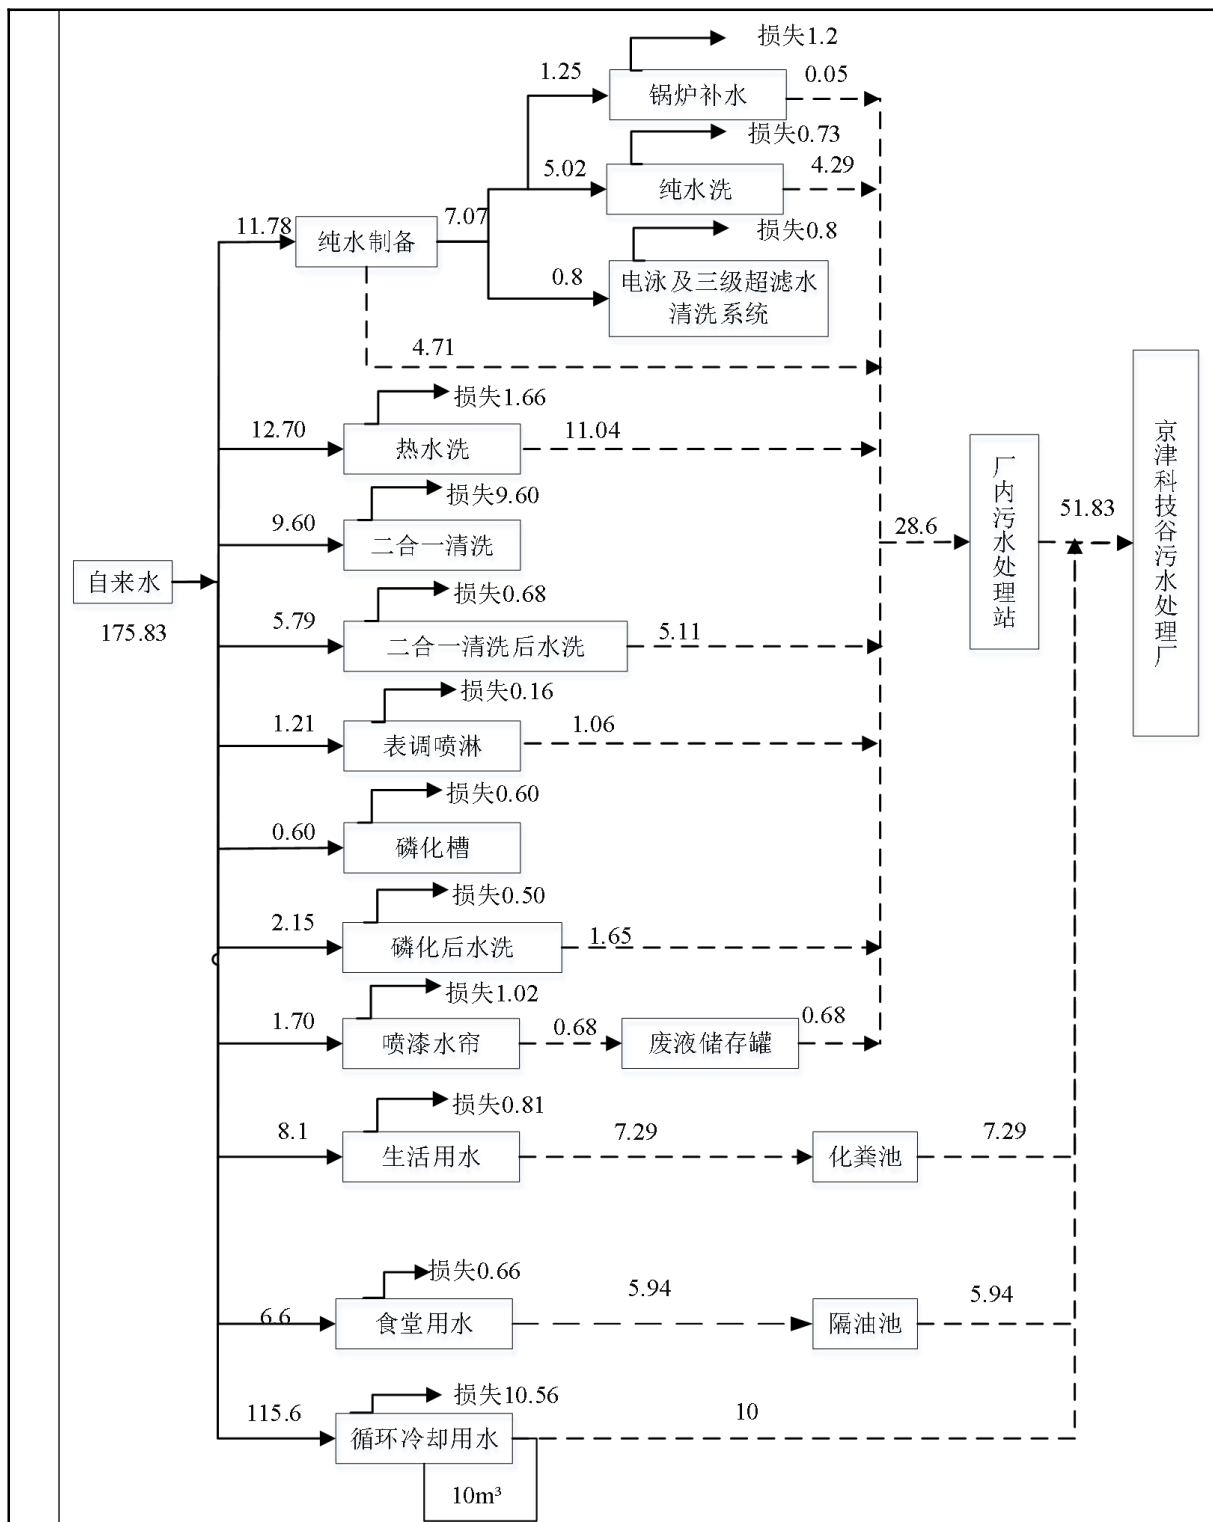 损失1.2
1.25
锅炉补水
0.05
损失0.73
5.02
纯水洗
4.29
11.78
纯水制备
7.07
损失0.8
0.8
电泳及三级超滤水
清洗系统
4.71
损失1.66
12.70
热水洗
11.04
损失9.60
9.60
二合一清洗
28.6
厂内污水处理站
51.83
京津科技谷污水处理厂
自来水
175.83
损失0.68
5.79
二合一清洗后水洗
5.11
损失0.16
1.21
表调喷淋
1.06
损失0.60
0.60
磷化槽
损失0.50
2.15
磷化后水洗
1.65
损失1.02
1.70
喷漆水帘
0.68
废液储存罐
0.68
损失0.81
8.1
生活用水
7.29
化粪池
7.29
损失0.66
6.6
食堂用水
5.94
隔油池
5.94
损失10.56
115.6
循环冷却用水
10
10m³